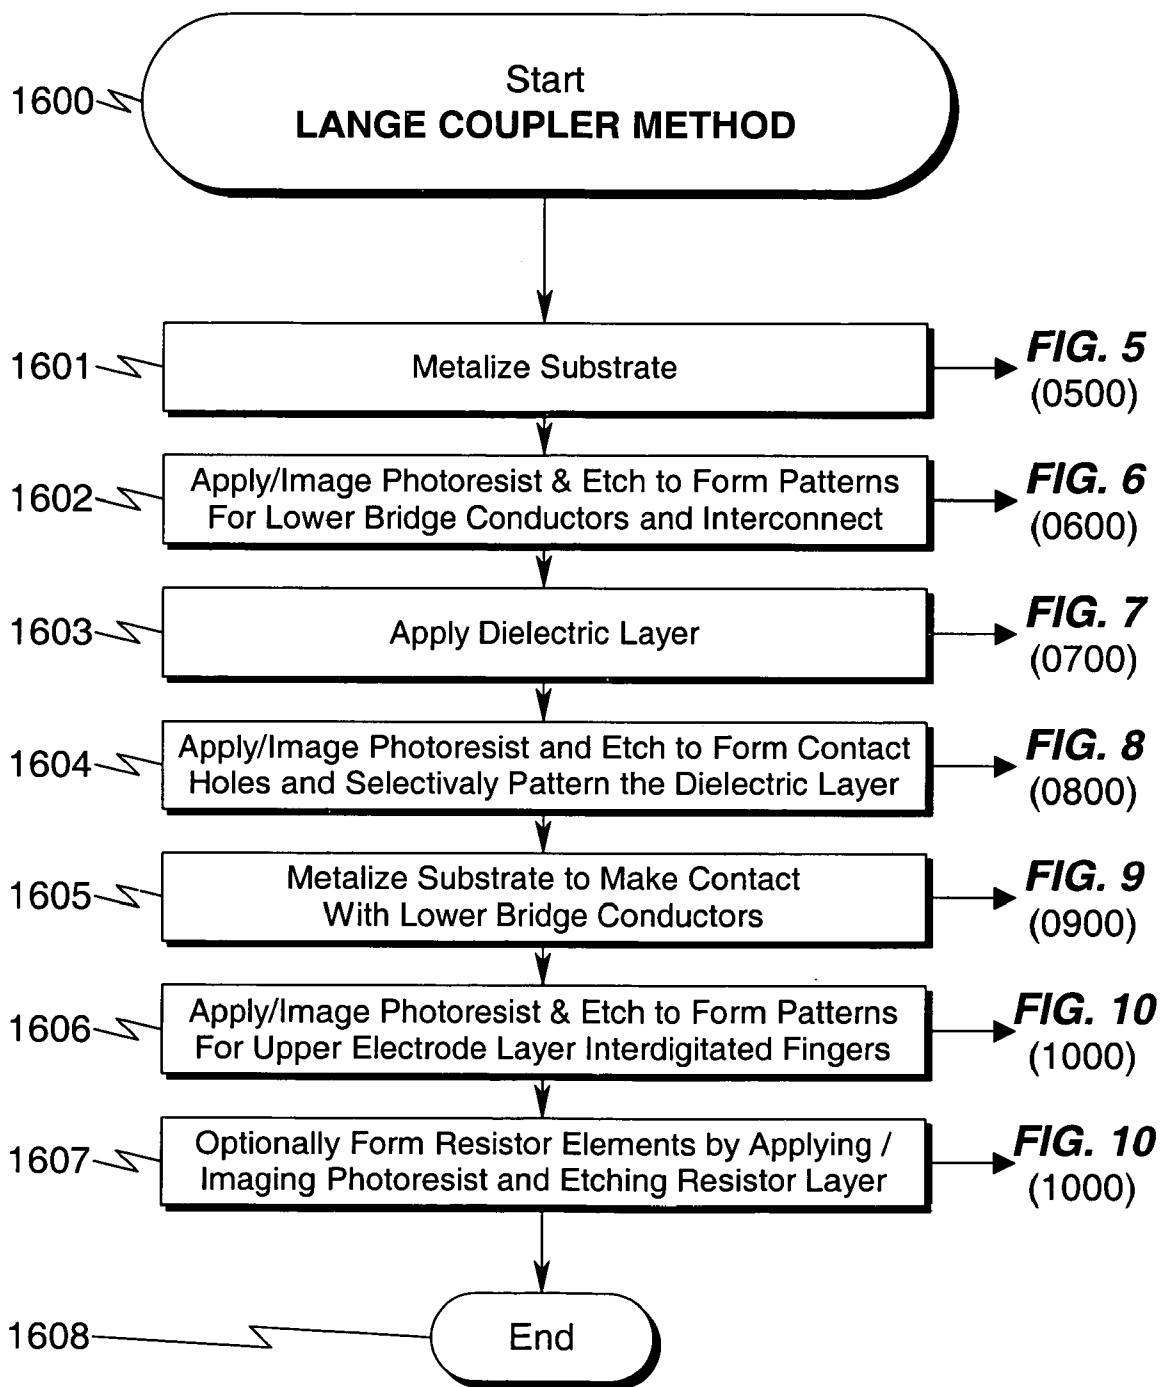 Start
1600
LANGE COUPLER METHOD
1601
Metalize Substrate
FIG. 5
(0500)
1602
Apply/Image Photoresist & Etch to Form Patterns
For Lower Bridge Conductors and Interconnect
FIG. 6
(0600)
1603
Apply Dielectric Layer
FIG. 7
(0700)
1604
Apply/Image Photoresist and Etch to Form Contact
Holes and Selectivaly Pattern the Dielectric Layer
FIG. 8
(0800)
1605
Metalize Substrate to Make Contact
With Lower Bridge Conductors
FIG. 9
(0900)
1606
Apply/Image Photoresist & Etch to Form Patterns
For Upper Electrode Layer Interdigitated Fingers
FIG. 10
(1000)
1607
Optionally Form Resistor Elements by Applying /
Imaging Photoresist and Etching Resistor Layer
FIG. 10
(1000)
1608
End